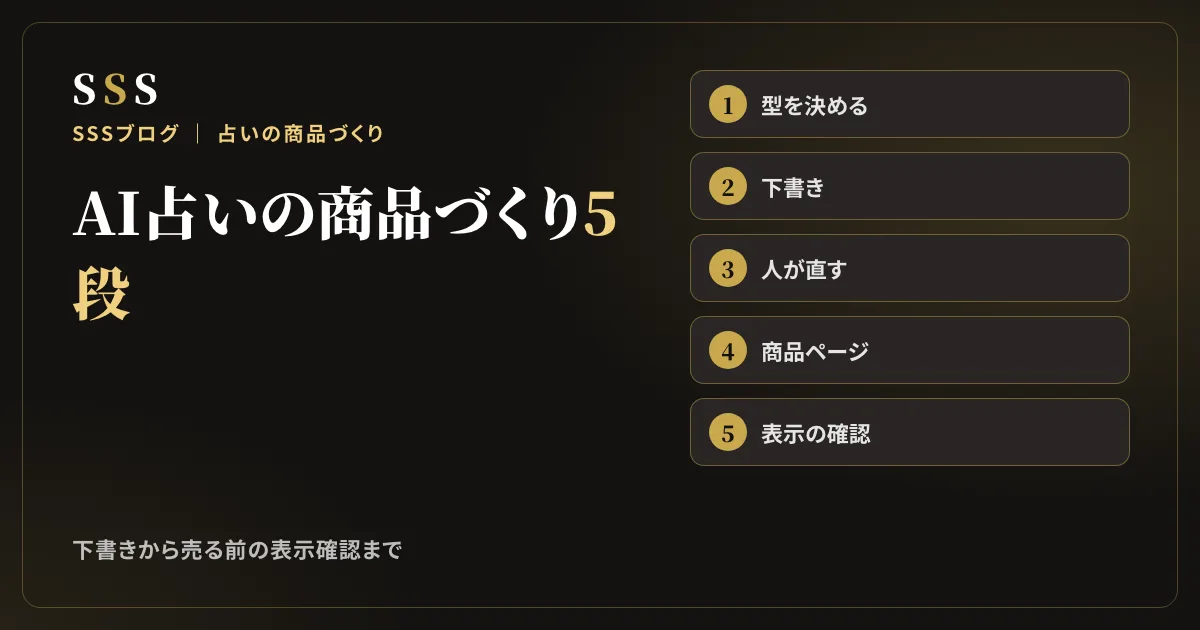 SSS
SSSブログ | 占いの商品づくり
AI占いの商品づくり5
段
1 型を決める
2 下書き
3 人が直す
4 商品ページ
5 表示の確認
下書きから売る前の表示確認まで